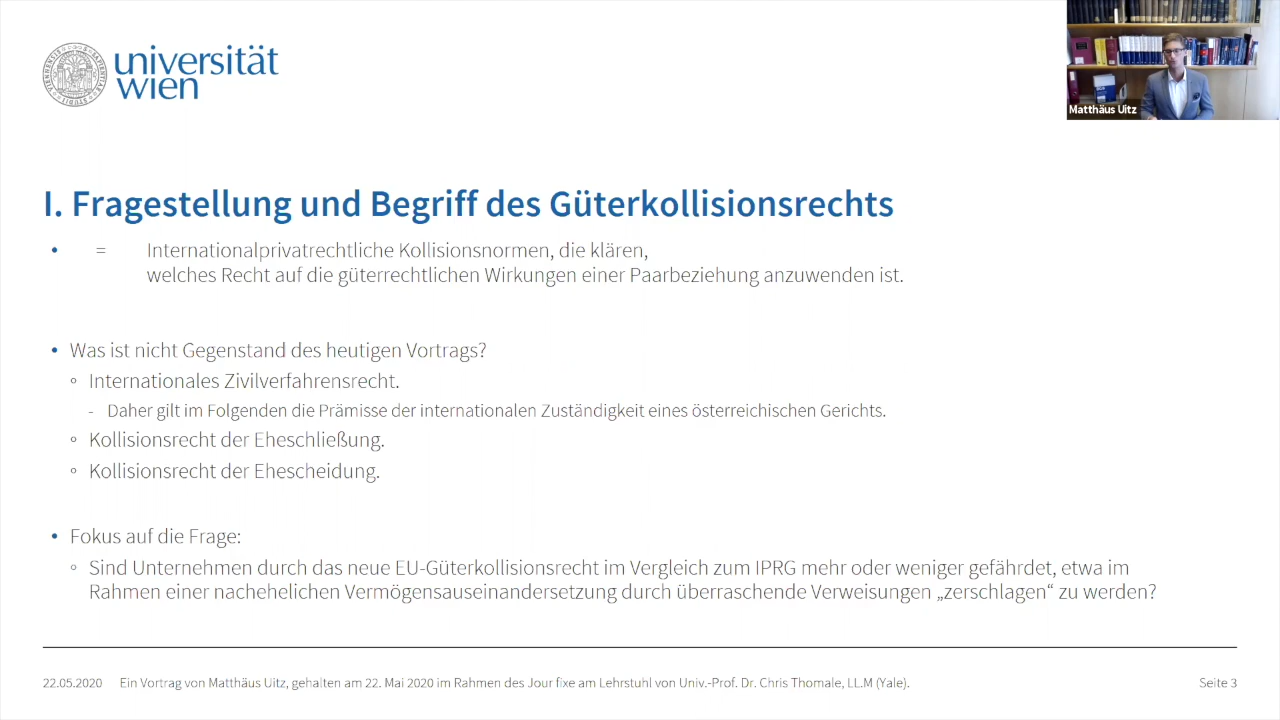 universität
wien
Matthäus Uitz
I. Fragestellung und Begriff des Güterkollisionsrechts
• = Internationalprivatrechtliche Kollisionsnormen, die klären,
welches Recht auf die güterrechtlichen Wirkungen einer Paarbeziehung anzuwenden ist.
• Was ist nicht Gegenstand des heutigen Vortrags?
◦ Internationales Zivilverfahrensrecht.
- Daher gilt im Folgenden die Prämisse der internationalen Zuständigkeit eines österreichischen Gerichts.
◦ Kollisionsrecht der Eheschließung.
◦ Kollisionsrecht der Ehescheidung.
• Fokus auf die Frage:
◦ Sind Unternehmen durch das neue EU-Güterkollisionsrecht im Vergleich zum IPRG mehr oder weniger gefährdet, etwa im
Rahmen einer nachehelichen Vermögensauseinandersetzung durch überraschende Verweisungen „zerschlagen“ zu werden?
22.05.2020 Ein Vortrag von Matthäus Uitz, gehalten am 22. Mai 2020 im Rahmen des Jour fixe am Lehrstuhl von Univ.-Prof. Dr. Chris Thomale, LL.M (Yale). Seite 3